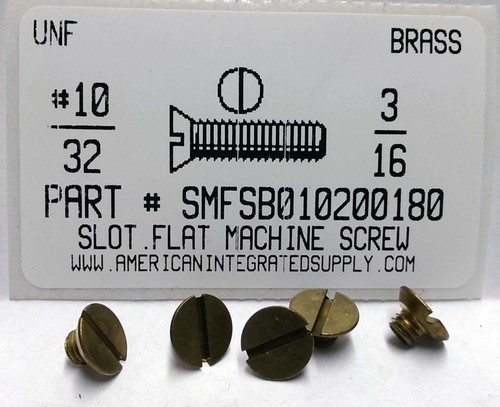 UNF BRASS
#10 3
32 16
PART # SMFSB010200180
SLOT.FLAT MACHINE SCREW
WWW.AMERICANINTEGRATEDSUPPLY.COM